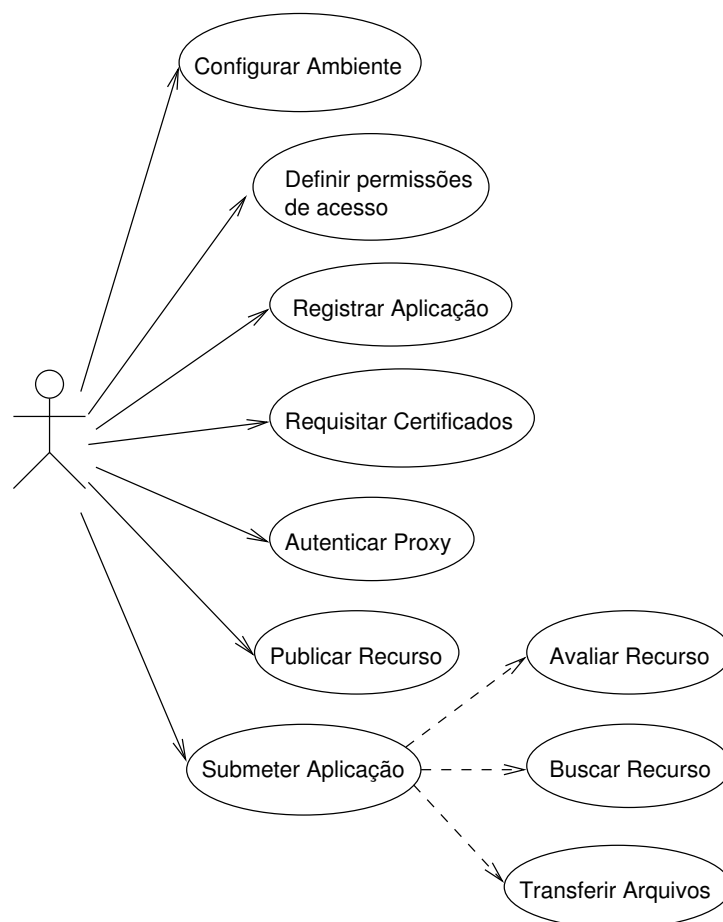 Configurar Ambiente
Definir permissões
de acesso
Registrar Aplicação
Requisitar Certificados
Autenticar Proxy
Publicar Recurso
Avaliar Recurso
Submeter Aplicação
Buscar Recurso
Transferir Arquivos